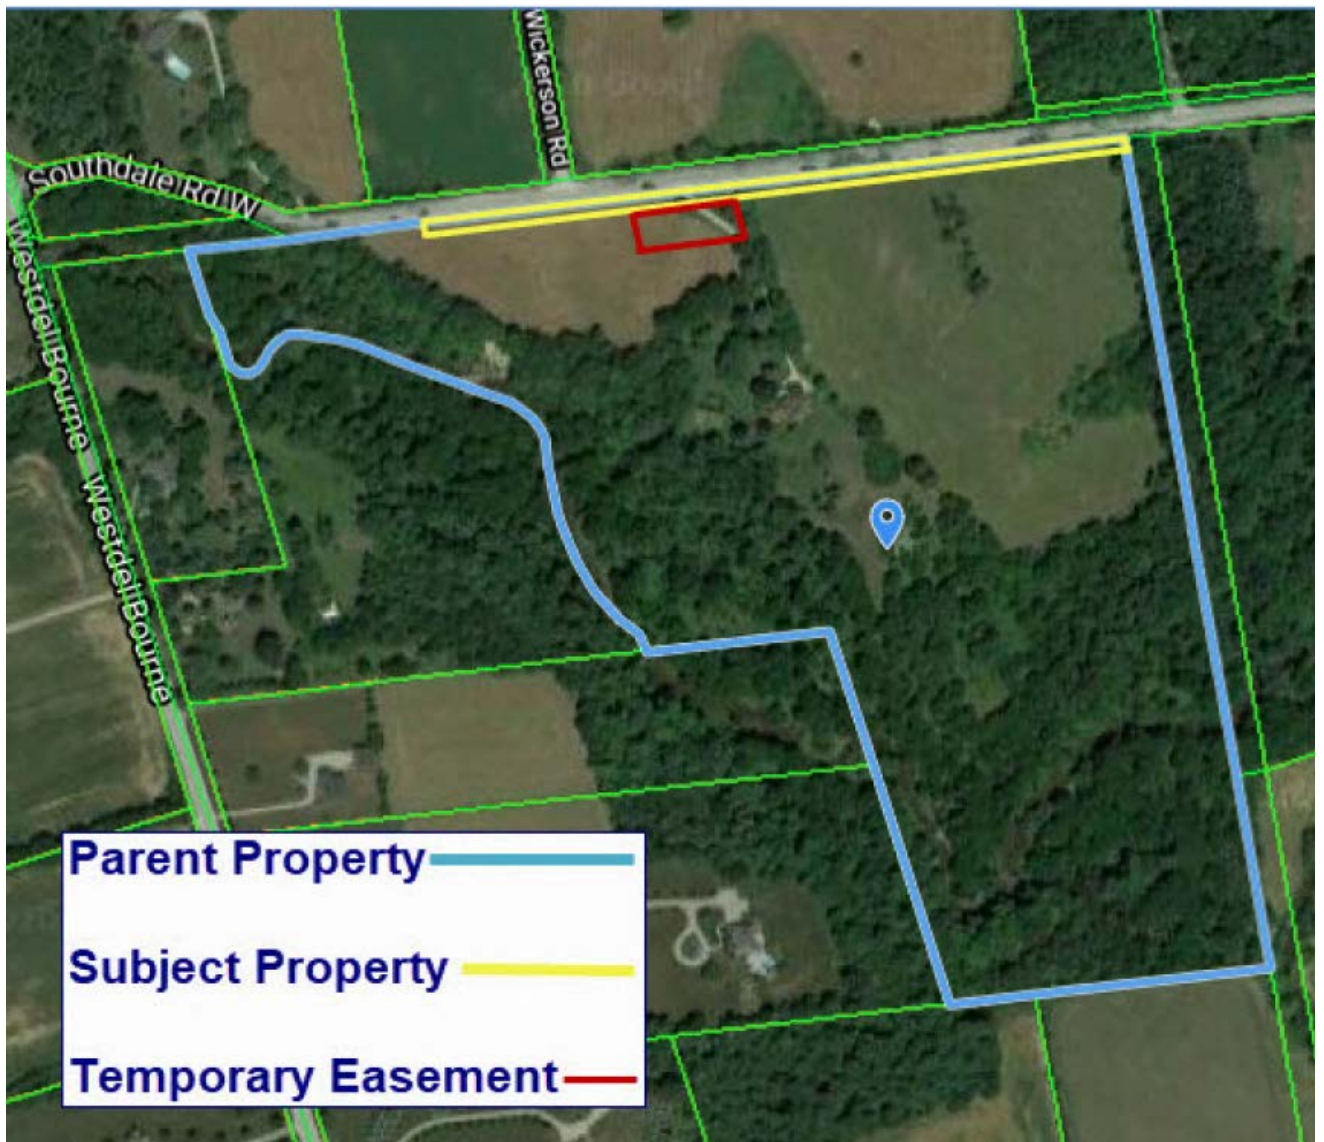 Wickerson Rd
Southdale Rd W
Westdel Bourne
Westdel Bourne
Parent Property
Subject Property
Temporary Easement